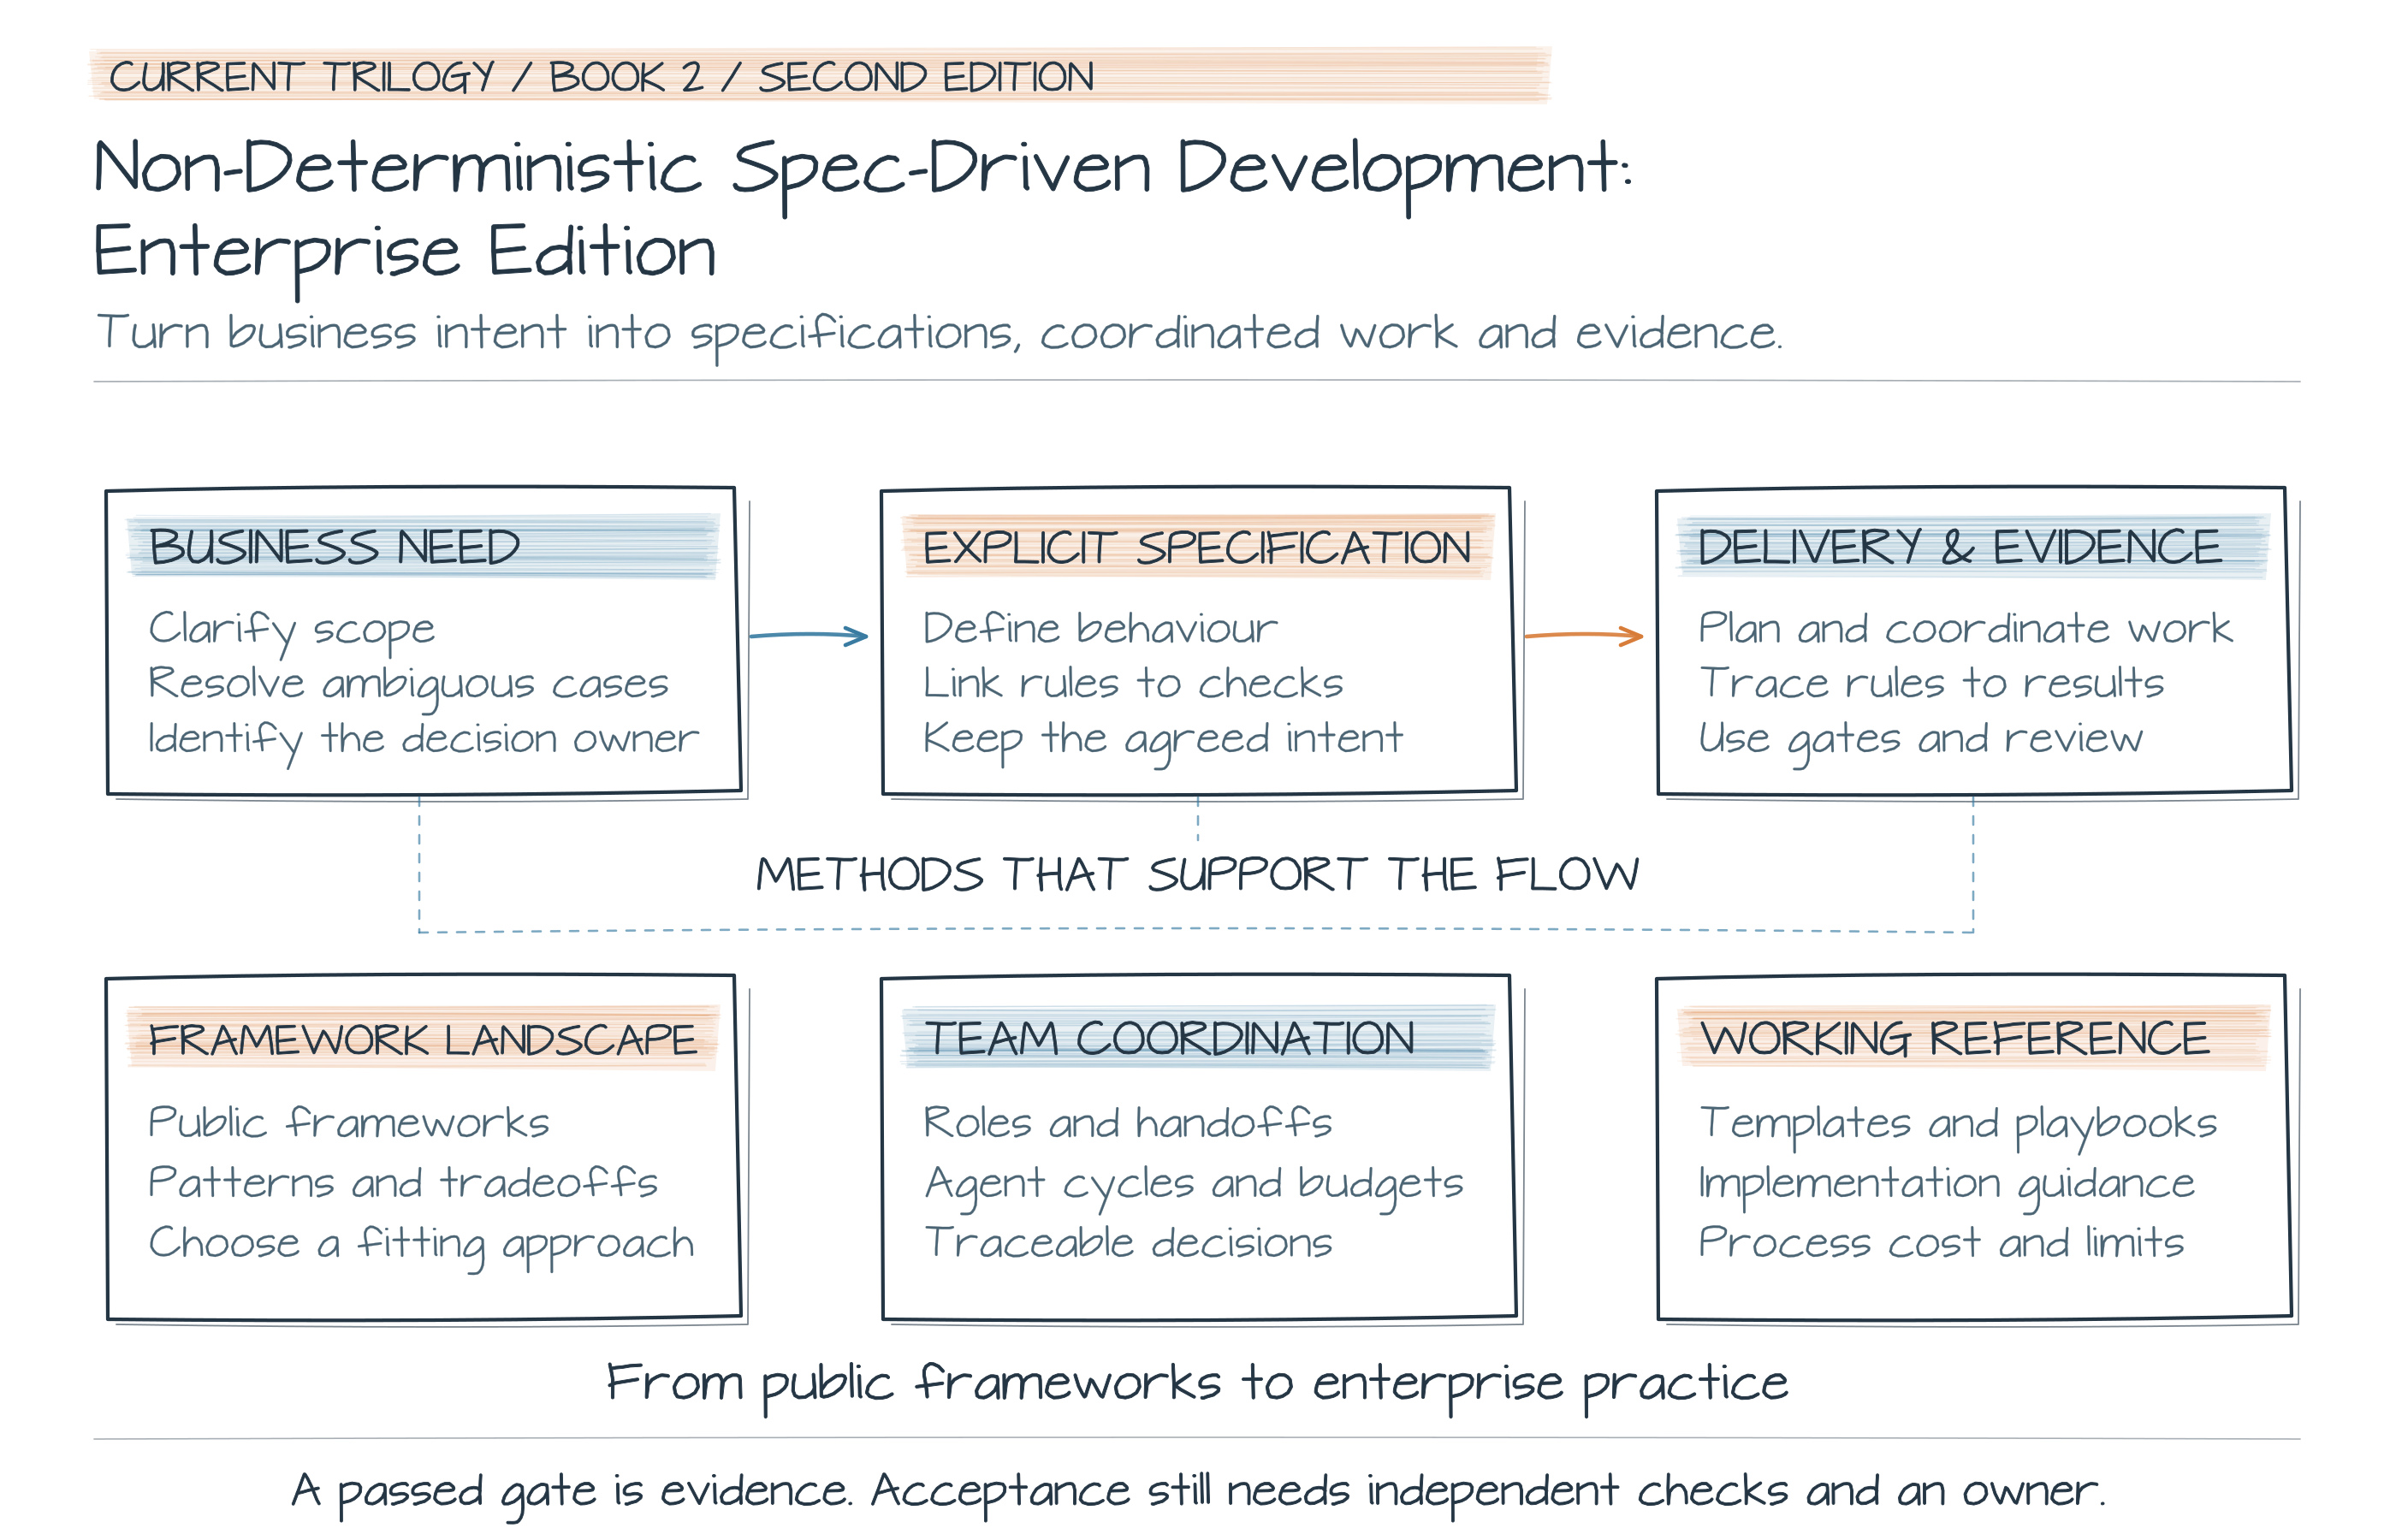 CURRENT TRILOGY / BOOK 2 / SECOND EDITION
Non-Deterministic Spec-Driven Development:
Enterprise Edition
Turn business intent into specifications, coordinated work and evidence.
BUSINESS NEED
Clarify scope
Resolve ambiguous cases
Identify the decision owner
EXPLICIT SPECIFICATION
Define behaviour
Link rules to checks
Keep the agreed intent
DELIVERY & EVIDENCE
Plan and coordinate work
Trace rules to results
Use gates and review
METHODS THAT SUPPORT THE FLOW
FRAMEWORK LANDSCAPE
Public frameworks
Patterns and tradeoffs
Choose a fitting approach
TEAM COORDINATION
Roles and handoffs
Agent cycles and budgets
Traceable decisions
WORKING REFERENCE
Templates and playbooks
Implementation guidance
Process cost and limits
From public frameworks to enterprise practice
A passed gate is evidence. Acceptance still needs independent checks and an owner.